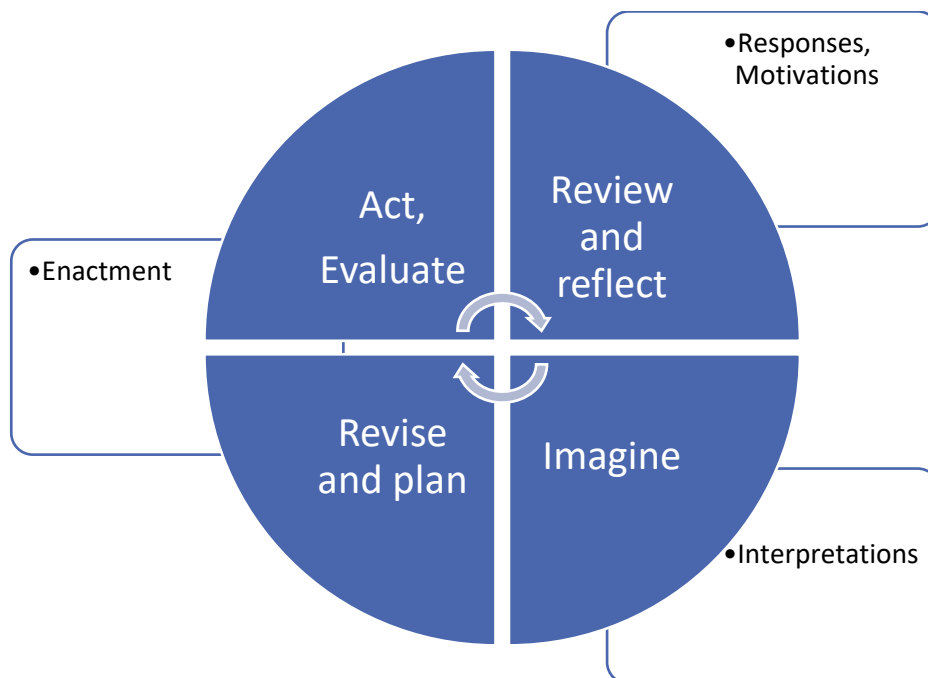 •Responses,
Motivations
Act,
Evaluate
Review
and
reflect
•Enactment
Revise
and plan
Imagine
•Interpretations